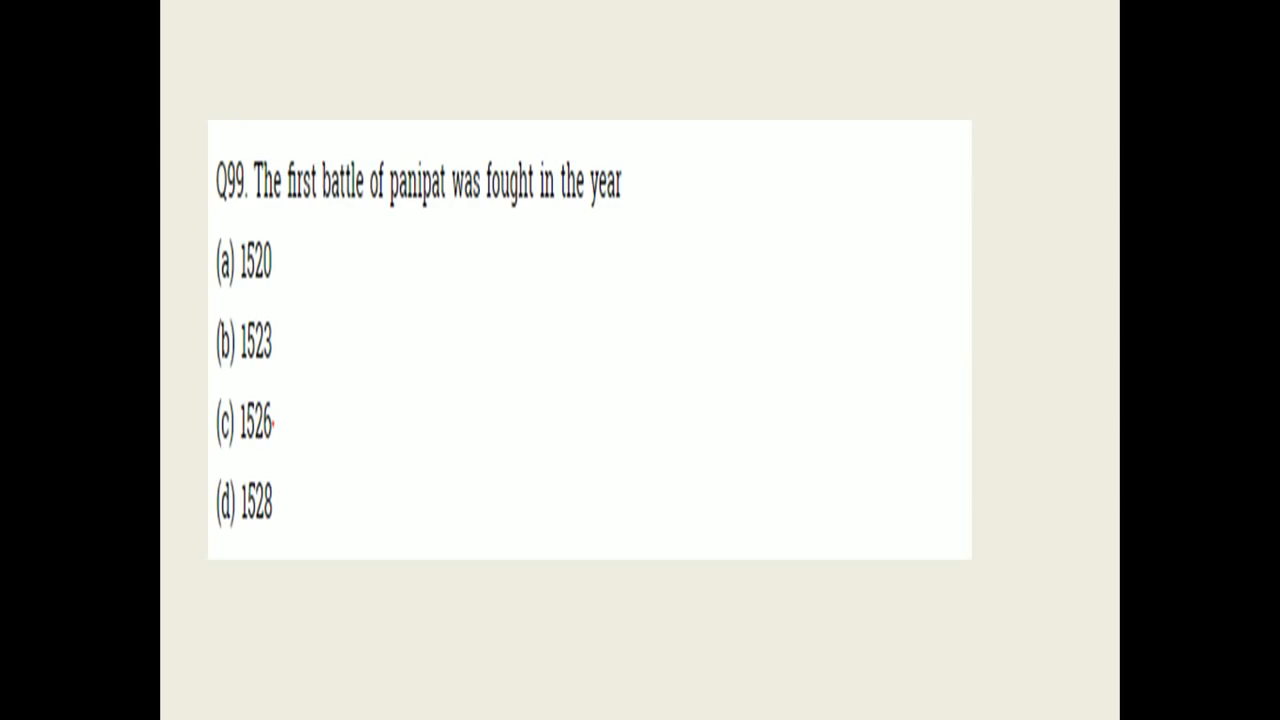 Q99. The first battle of panipat was fought in the year
(a) 1520
(b) 1523
(c) 1526
(d) 1528